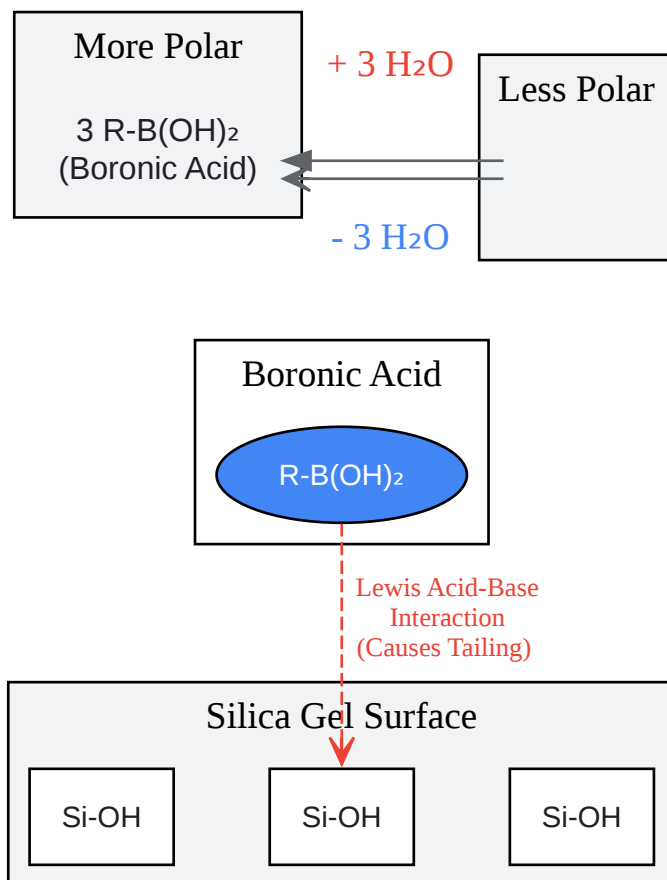 More Polar
3 R-B(OH)₂
(Boronic Acid)
+ 3 H₂O
- 3 H₂O
Less Polar
Boronic Acid
R-B(OH)₂
Lewis Acid-Base
Interaction
(Causes Tailing)
Silica Gel Surface
Si-OH
Si-OH
Si-OH